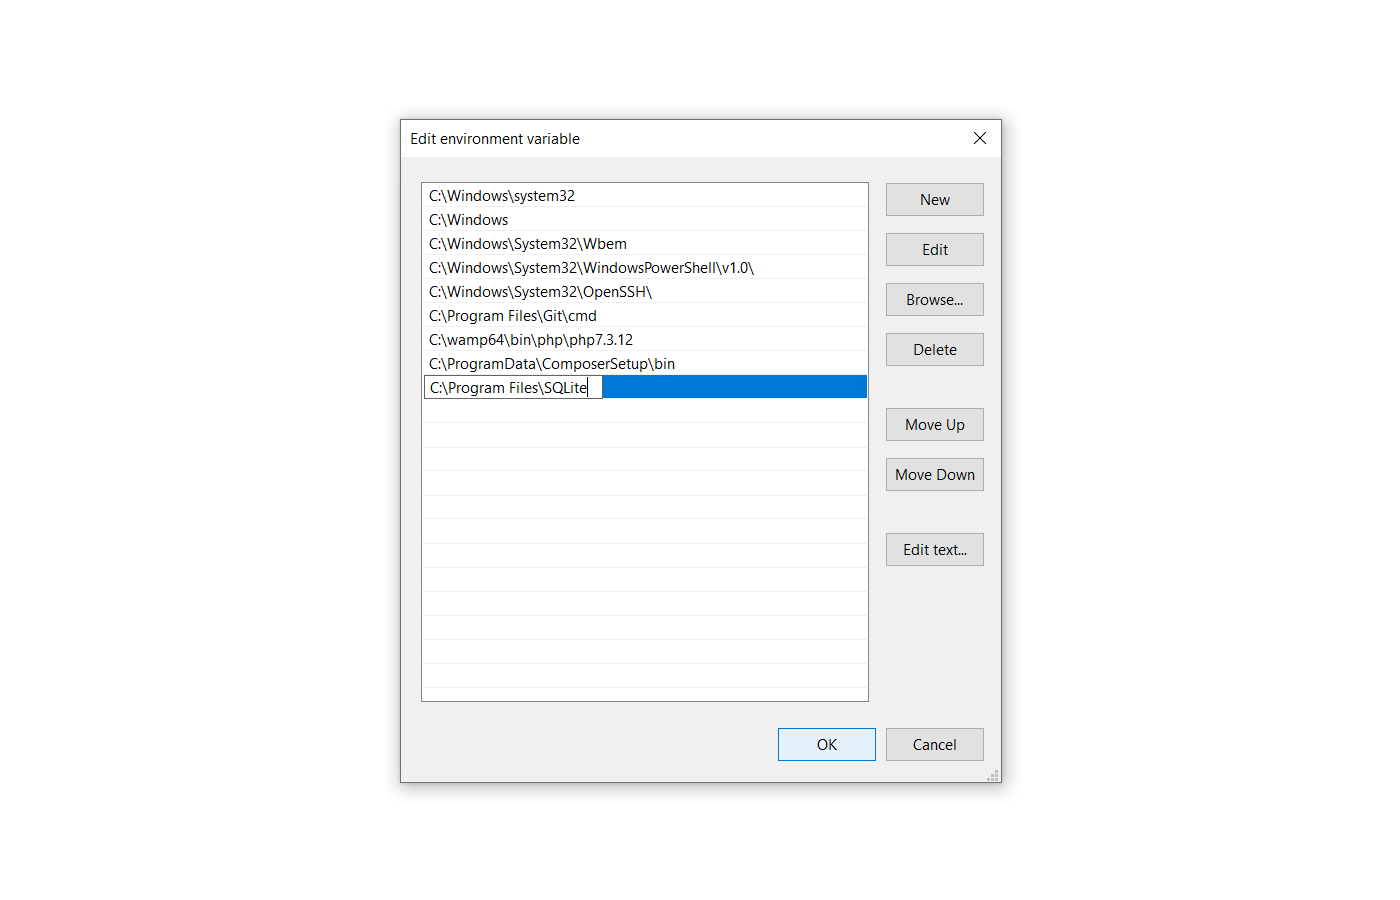 Edit environment variable
C:\Windows\system32
C:\Windows
C:\Windows\System32\Wbem
C:\Windows\System32\WindowsPowerShell\v1.0\
C:\Windows\System32\OpenSSH\
C:\Program Files\Git\cmd
C:\wamp64\bin\php\php7.3.12
C:\ProgramData\ComposerSetup\bin
C:\Program Files\SQLite
New
Edit
Browse...
Delete
Move Up
Move Down
Edit text...
OK
Cancel